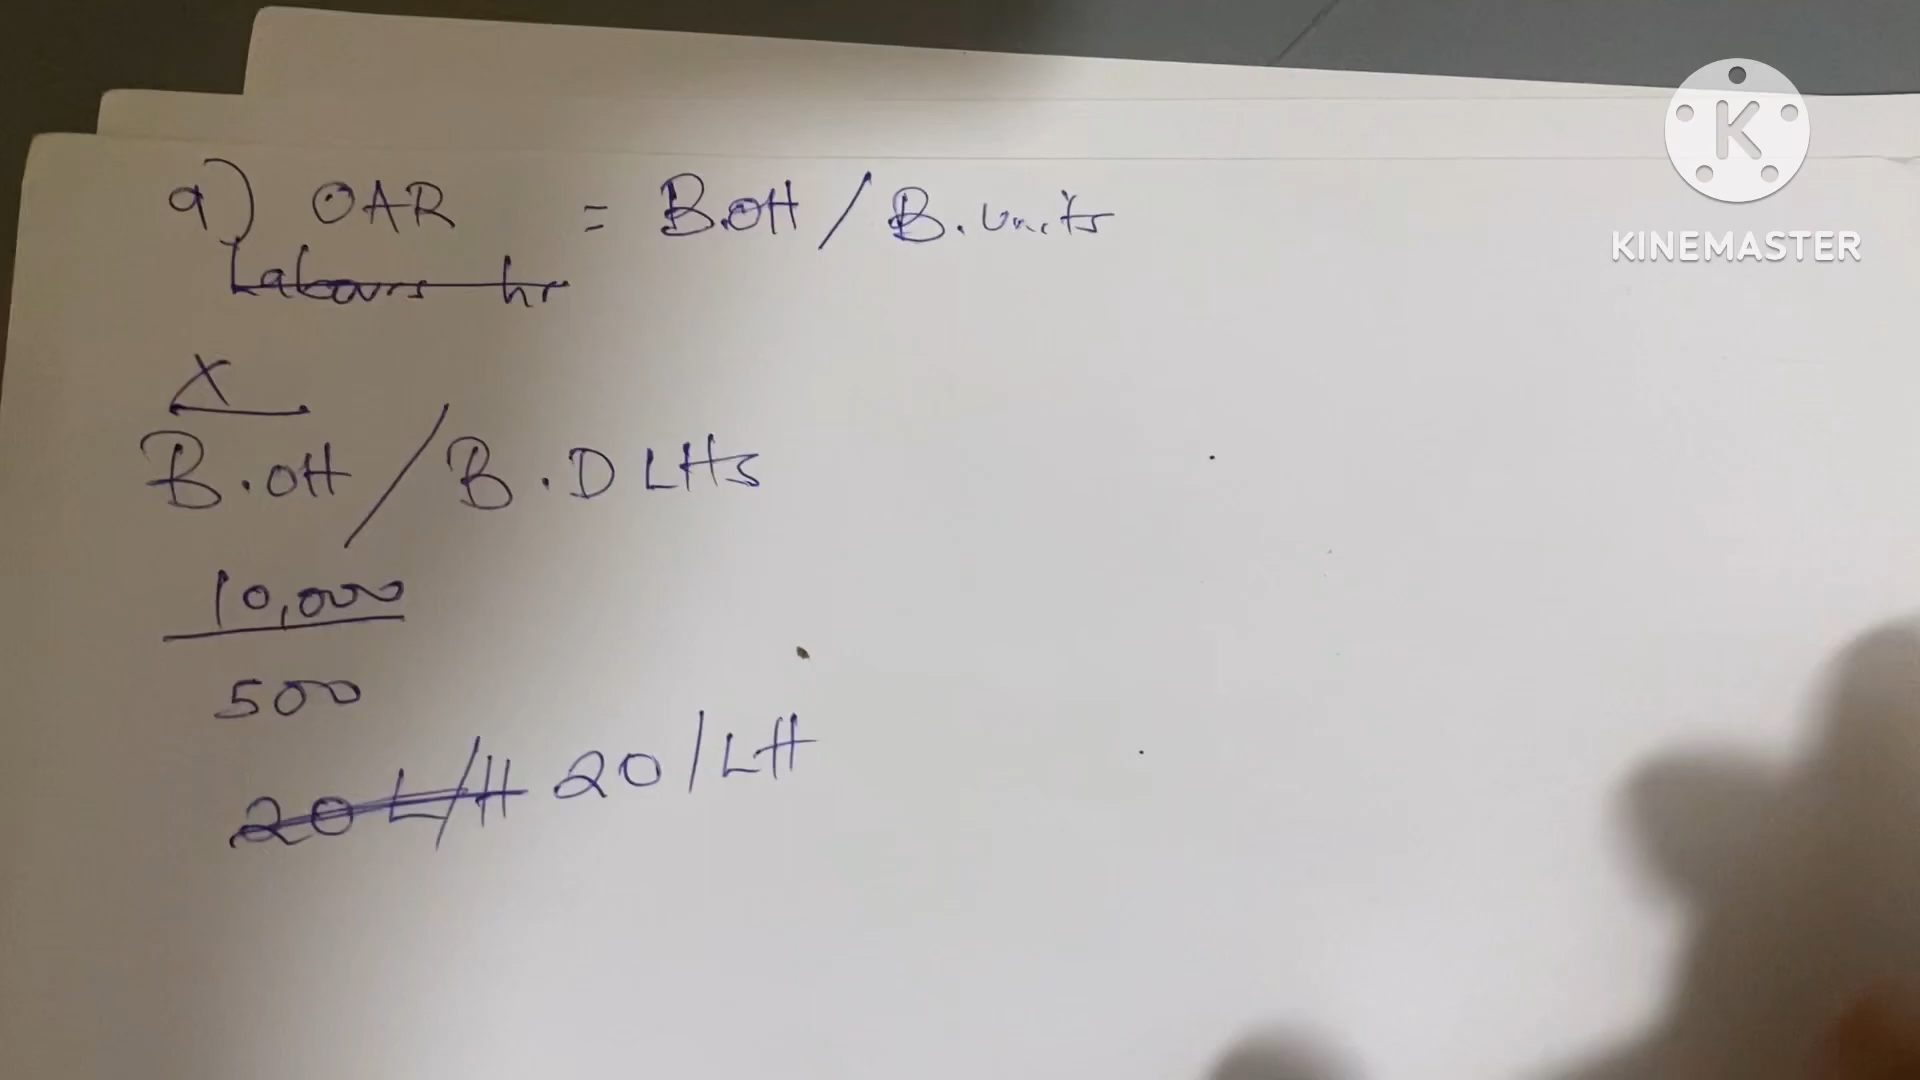 a) OAR = B.OH / B. Units
Labours hr
X
B.OH / B.DLHs
10,000
500
20 L/H 20/LH
K
KINEMASTER